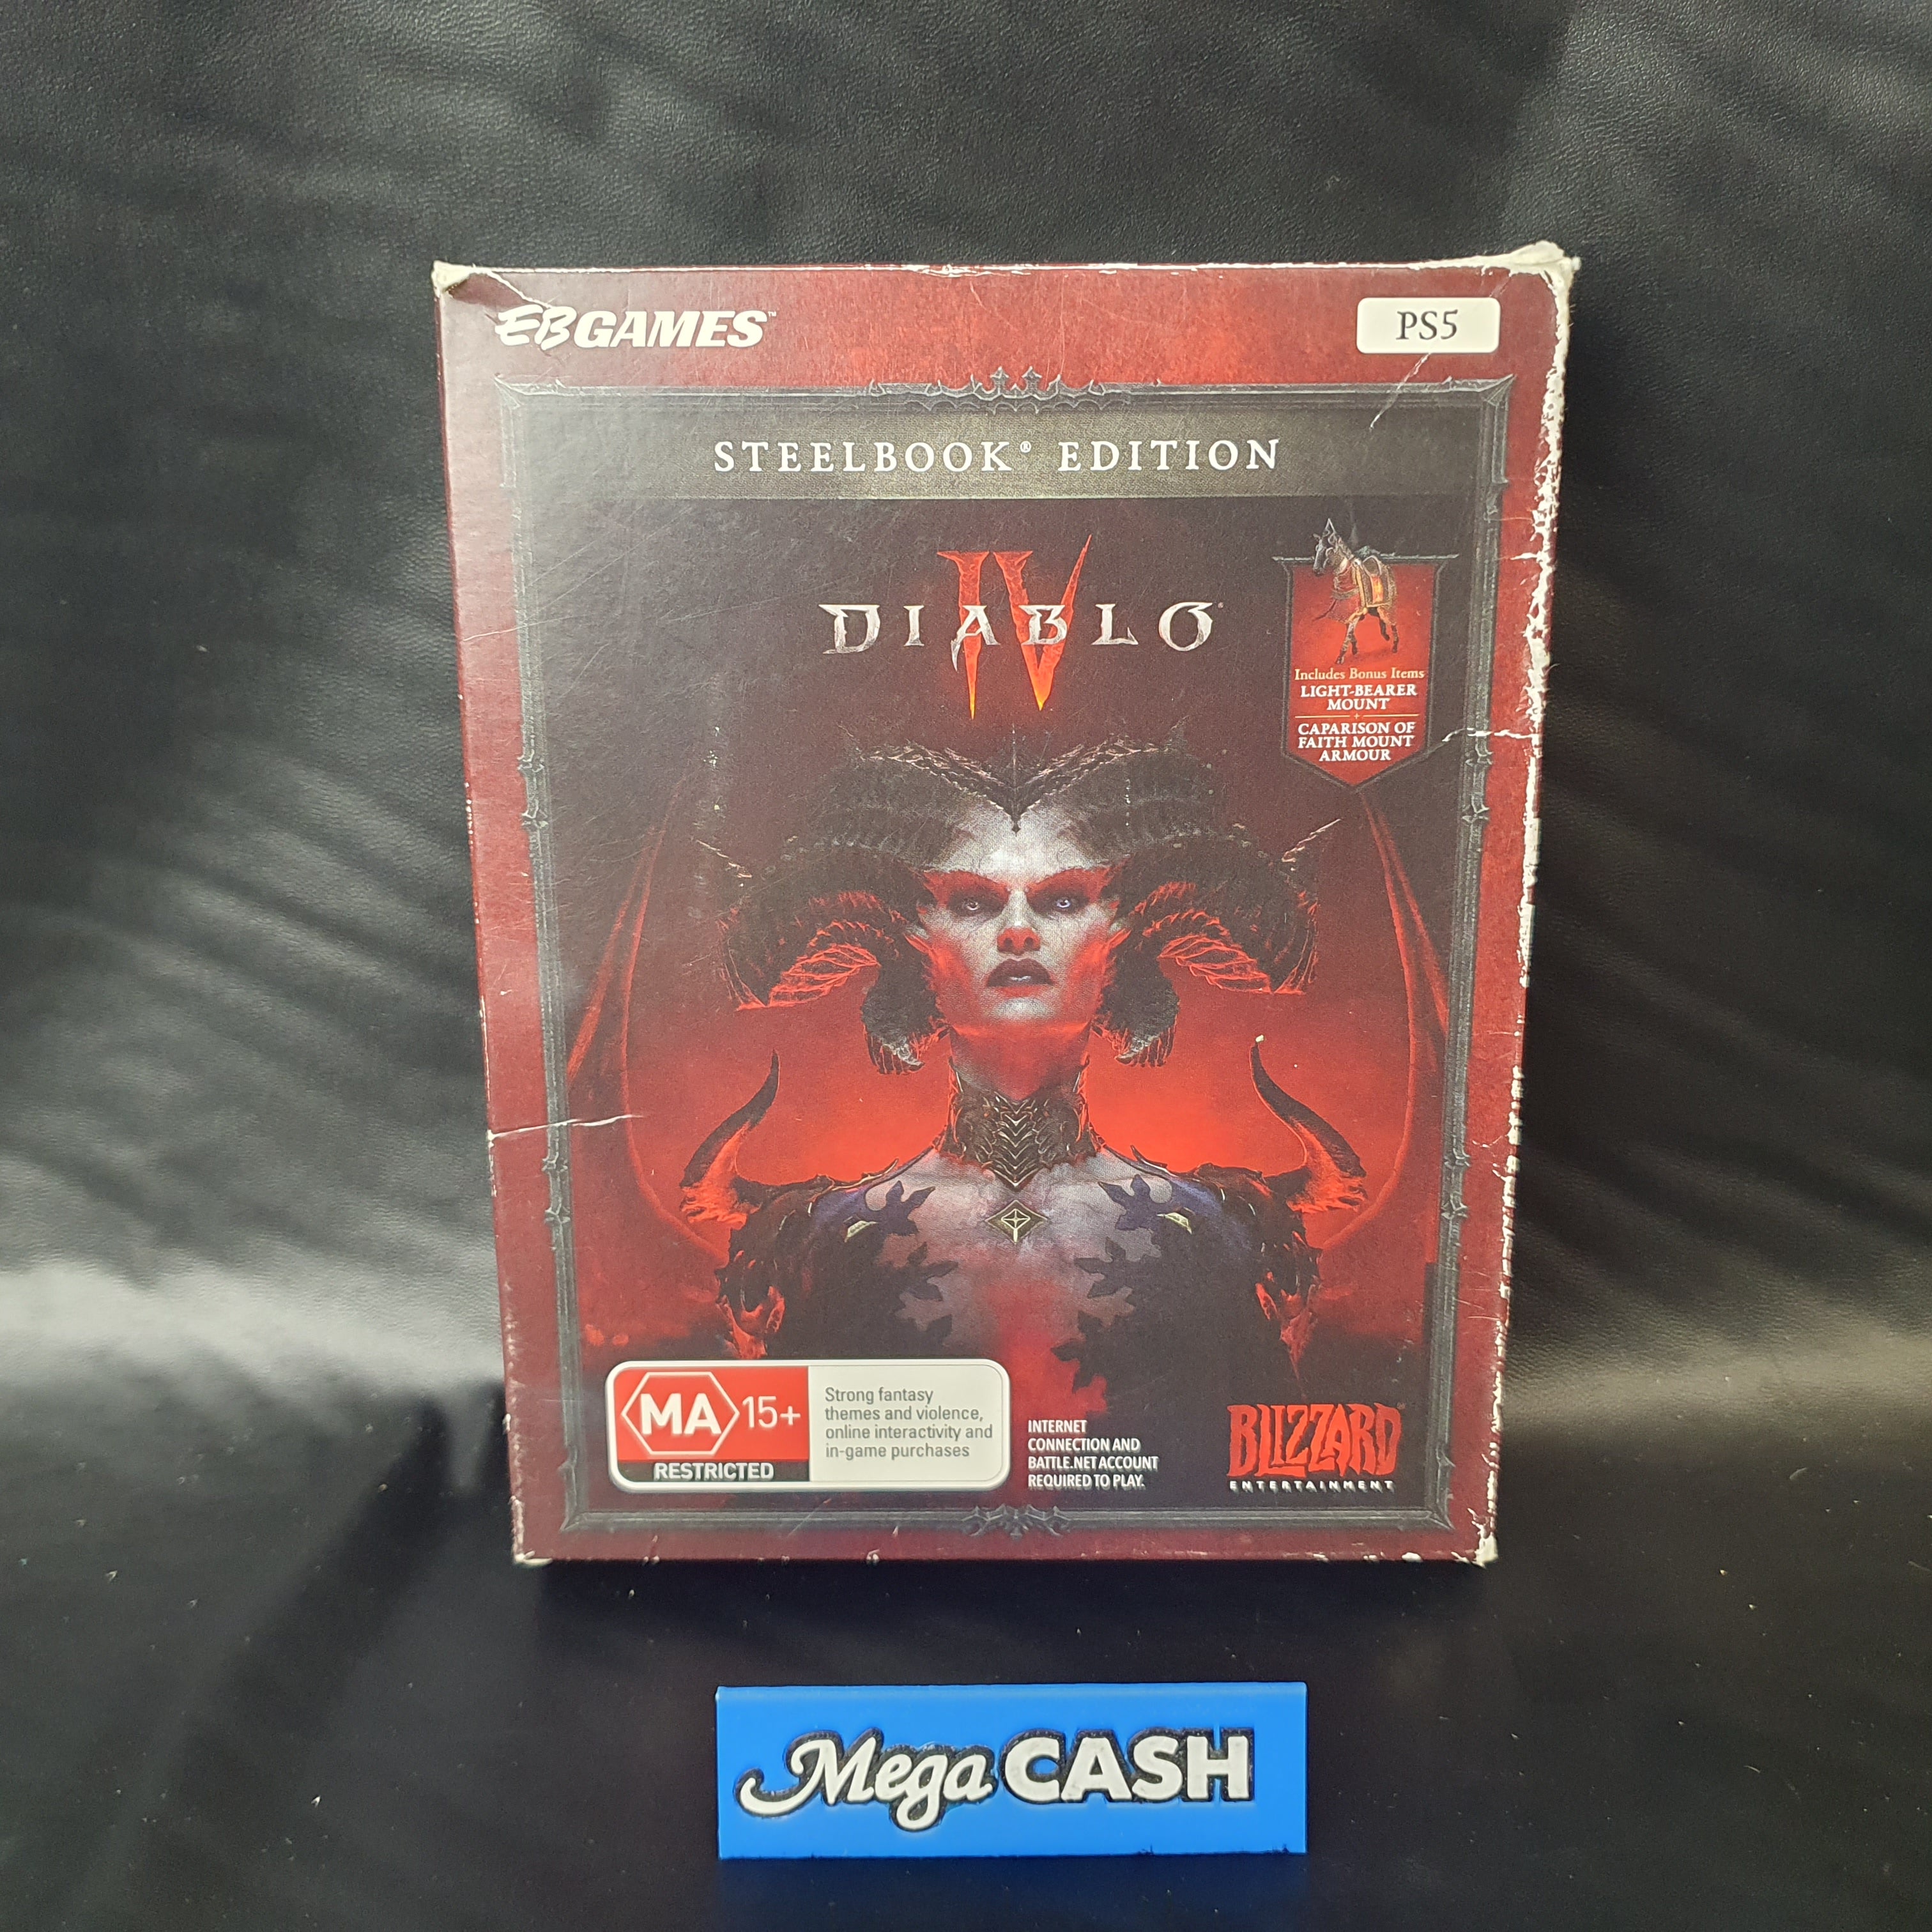 EB GAMES™
PS5
STEELBOOK® EDITION
DIABLO
IV
Includes Bonus Items
LIGHT-BEARER
MOUNT
CAPARISON OF
FAITH MOUNT
ARMOUR
MA 15+
RESTRICTED
Strong fantasy
themes and violence,
online interactivity and
in-game purchases
INTERNET
CONNECTION AND
BATTLE.NET ACCOUNT
REQUIRED TO PLAY.
BLIZZARD
ENTERTAINMENT
Mega CASH